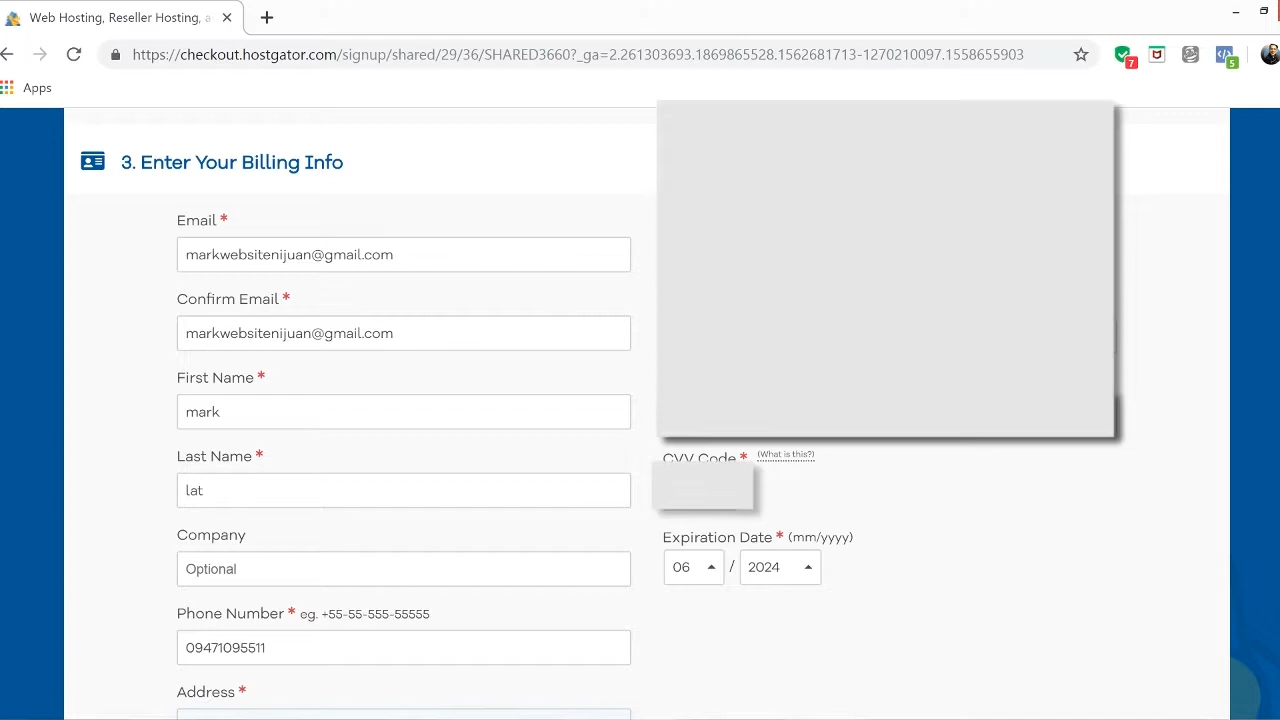 Web Hosting, Reseller Hosting, a
https://checkout.hostgator.com/signup/shared/29/36/SHARED3660?_ga=2.261303693.1869865528.1562681713-1270210097.1558655903
7
5
Apps
3. Enter Your Billing Info
Email *
markwebsitenijuan@gmail.com
Confirm Email *
markwebsitenijuan@gmail.com
First Name *
mark
Last Name *
lat
Company
Optional
Phone Number * eg. +55-55-555-55555
09471095511
Address *
CVV Code * (What is this?)
Expiration Date * (mm/yyyy)
06 / 2024